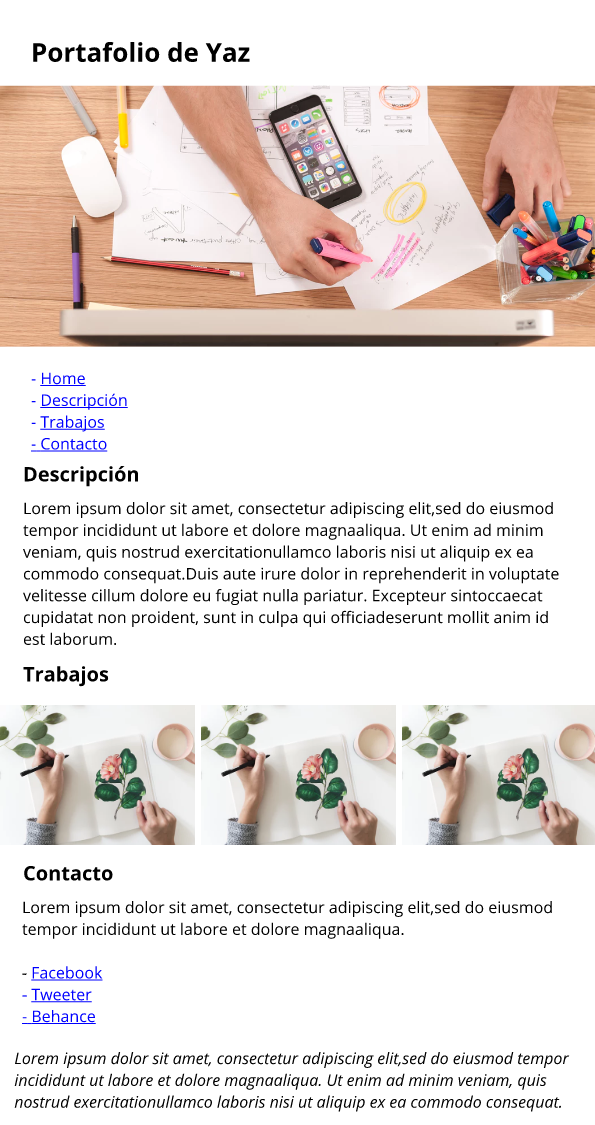 Portafolio de Yaz
- Home
- Descripción
- Trabajos
- Contacto
Descripción
Lorem ipsum dolor sit amet, consectetur adipiscing elit,sed do eiusmod
tempor incididunt ut labore et dolore magnaaliqua. Ut enim ad minim
veniam, quis nostrud exercitationullamco laboris nisi ut aliquip ex ea
commodo consequat.Duis aute irure dolor in reprehenderit in voluptate
velitesse cillum dolore eu fugiat nulla pariatur. Excepteur sintoccaecat
cupidatat non proident, sunt in culpa qui officiadeserunt mollit anim id
est laborum.
Trabajos
Contacto
Lorem ipsum dolor sit amet, consectetur adipiscing elit,sed do eiusmod
tempor incididunt ut labore et dolore magnaaliqua.
- Facebook
- Tweeter
- Behance
Lorem ipsum dolor sit amet, consectetur adipiscing elit,sed do eiusmod tempor
incididunt ut labore et dolore magnaaliqua. Ut enim ad minim veniam, quis
nostrud exercitationullamco laboris nisi ut aliquip ex ea commodo consequat.